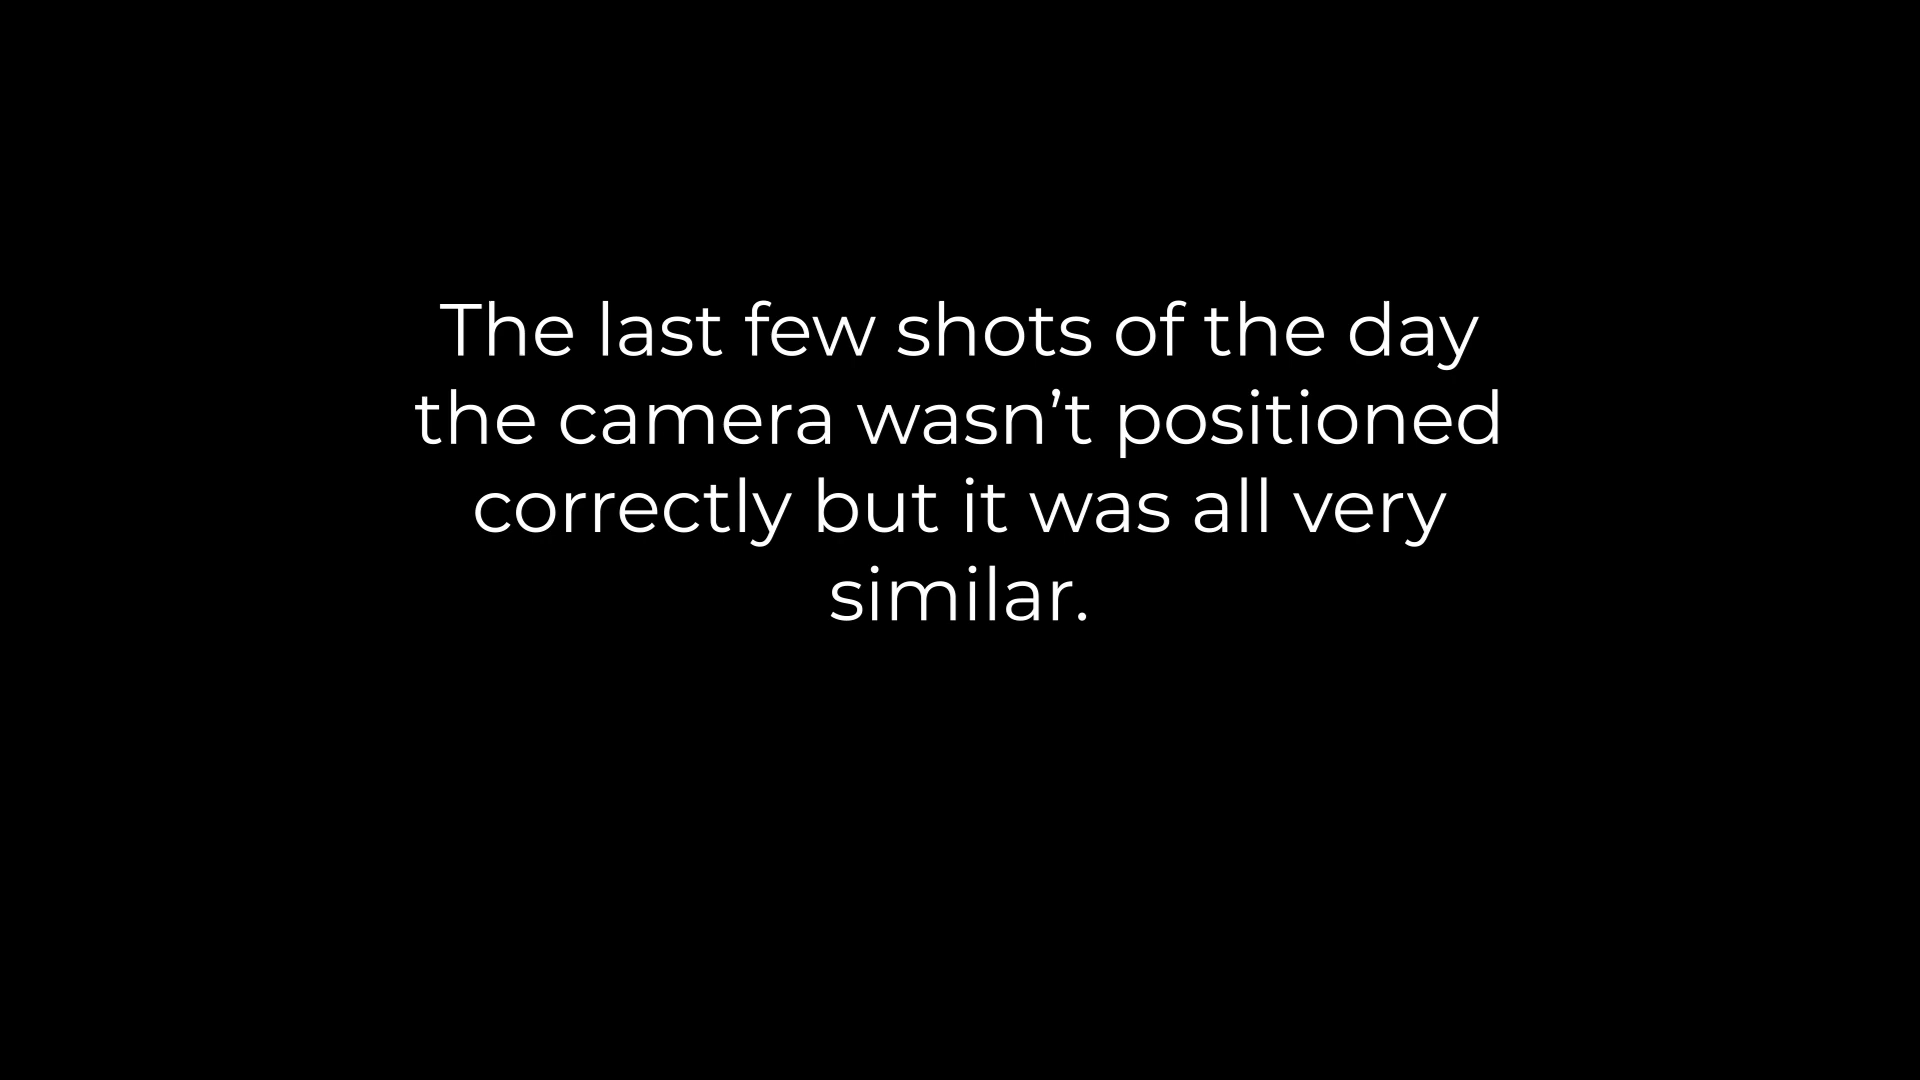 The last few shots of the day
the camera wasn’t positioned
correctly but it was all very
similar.